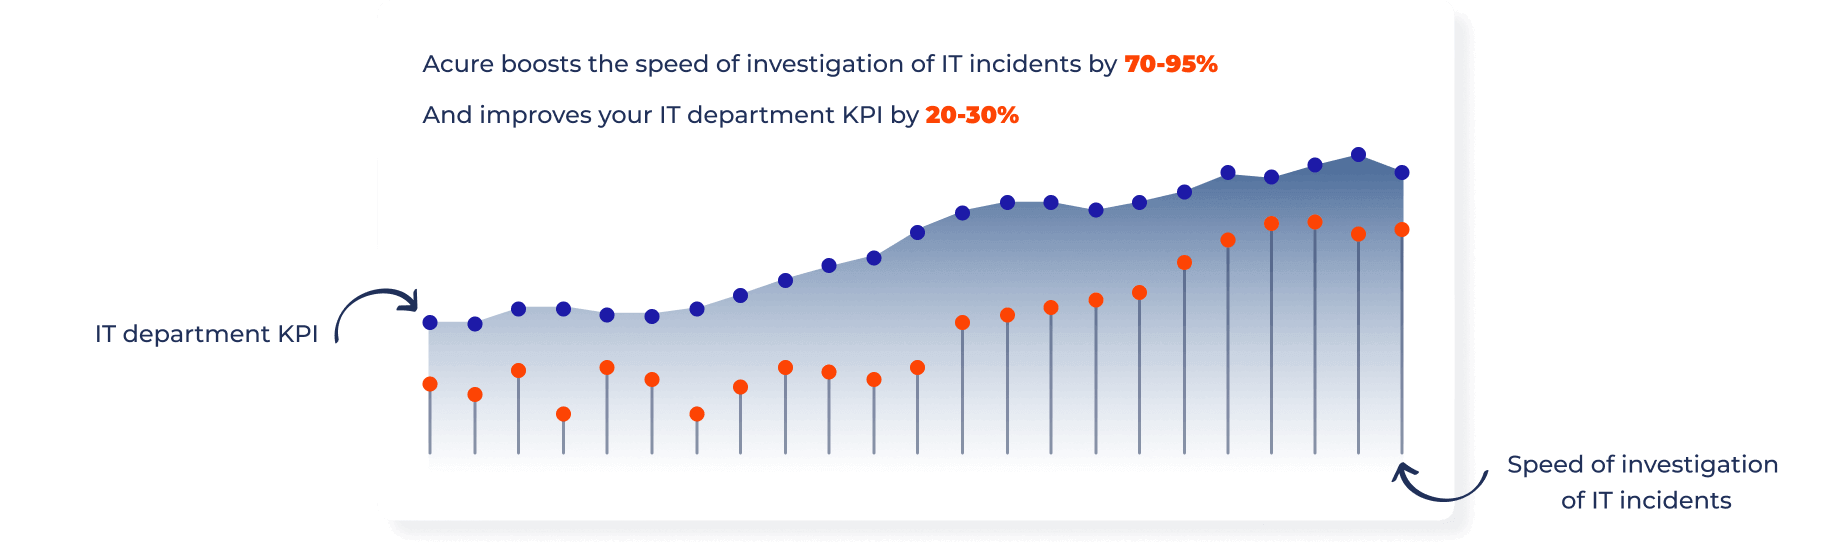 Acure boosts the speed of investigation of IT incidents by 70-95%
And improves your IT department KPI by 20-30%
IT department KPI
Speed of investigation
of IT incidents